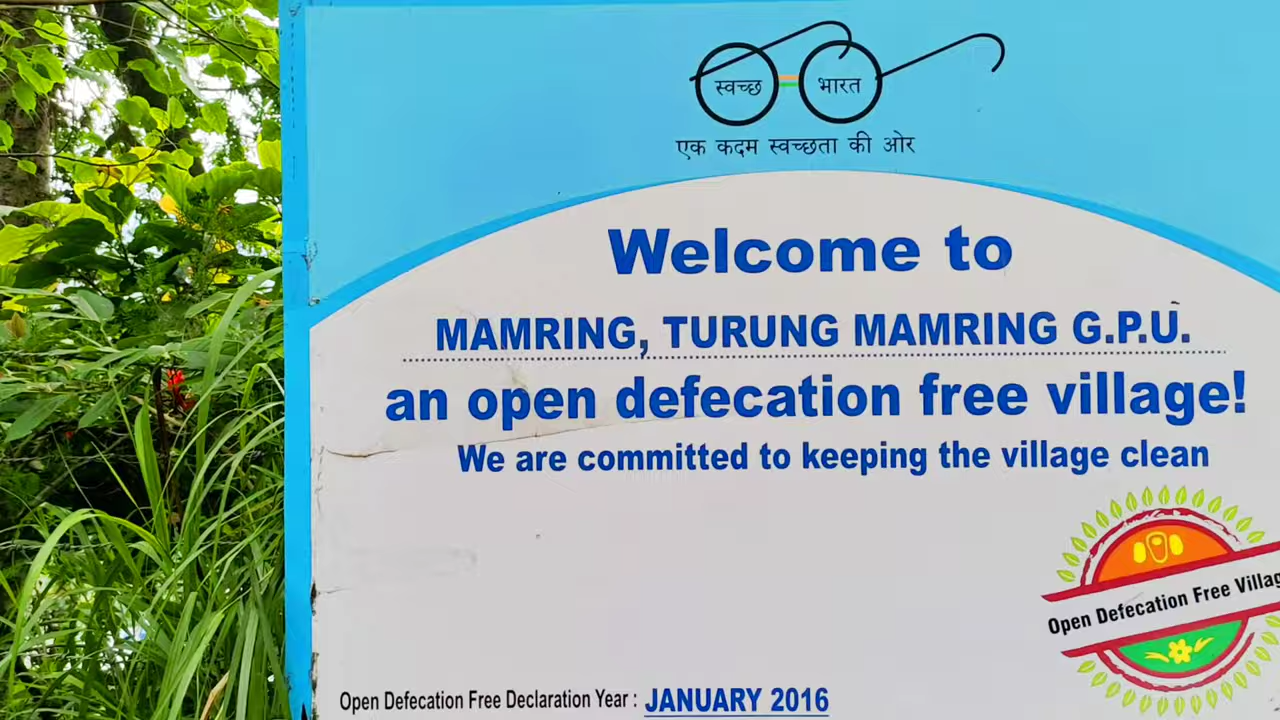 स्वच्छ भारत
एक कदम स्वच्छता की ओर
Welcome to
MAMRING, TURUNG MAMRING G.P.U.
an open defecation free village!
We are committed to keeping the village clean
Open Defecation Free Villag
Open Defecation Free Declaration Year : JANUARY 2016